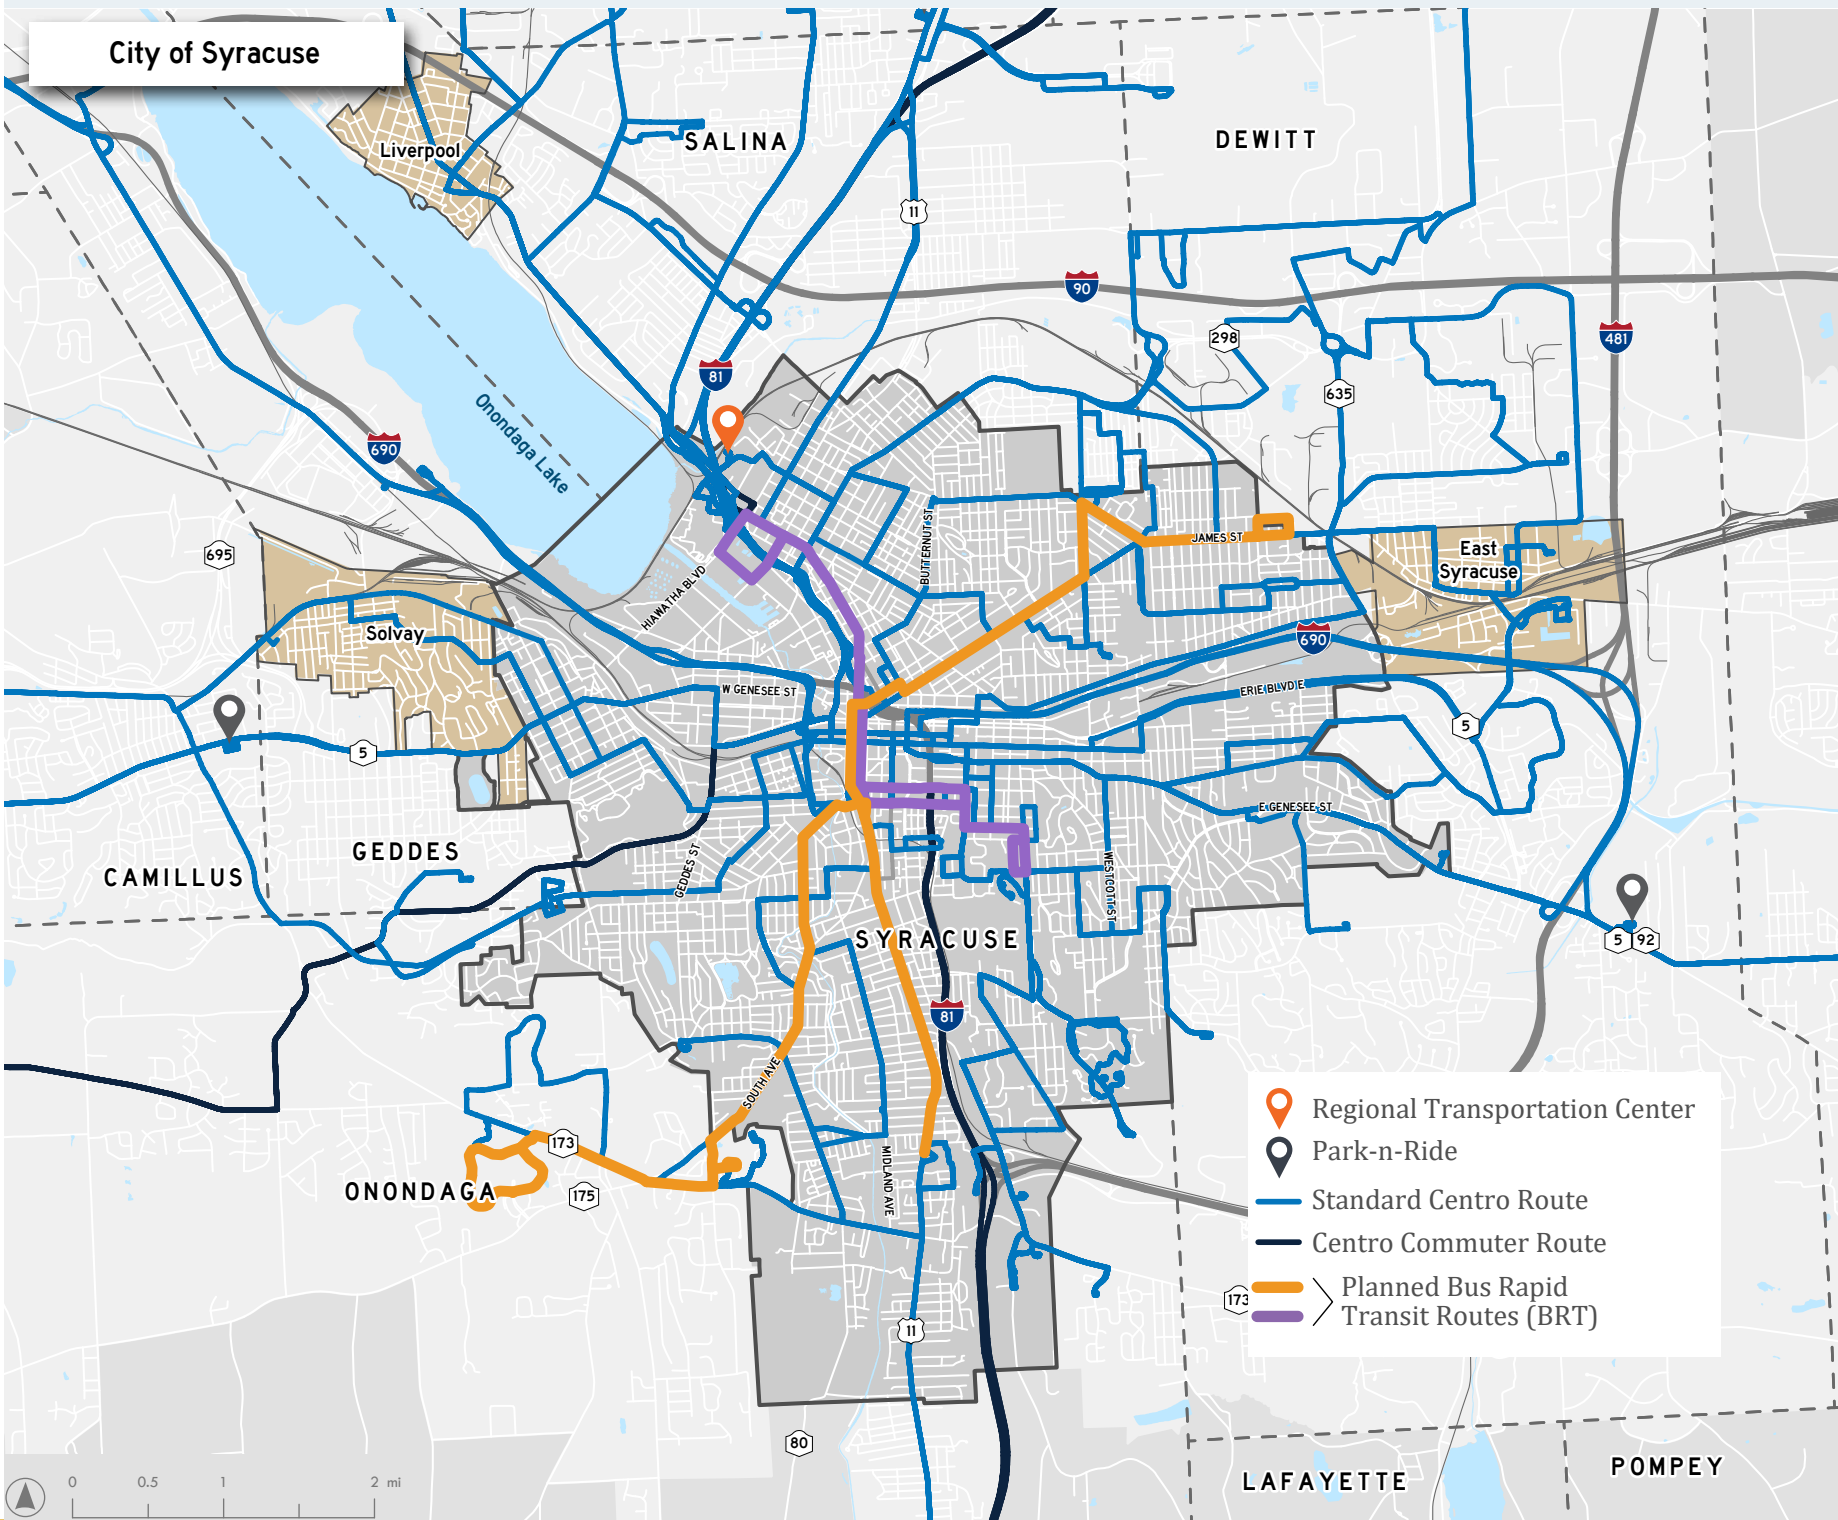 City of Syracuse
Liverpool
SALINA
DEWITT
11
90
298
481
81
635
Onondaga Lake
690
BUTTERNUT ST
695
JAMES ST
East
Syracuse
HIAWATHA BLVD
Solvay
690
W GENESEE ST
ERIE BLVD E
5
5
E GENESEE ST
GEDDES
CAMILLUS
GEDDES ST
WESTCOTT ST
SYRACUSE
5
92
81
SOUTH AVE
173
MIDLAND AVE
ONONDAGA
175
Regional Transportation Center
Park-n-Ride
Standard Centro Route
Centro Commuter Route
Planned Bus Rapid
Transit Routes (BRT)
173
11
80
LAFAYETTE
POMPEY
0 0.5 1 2 mi